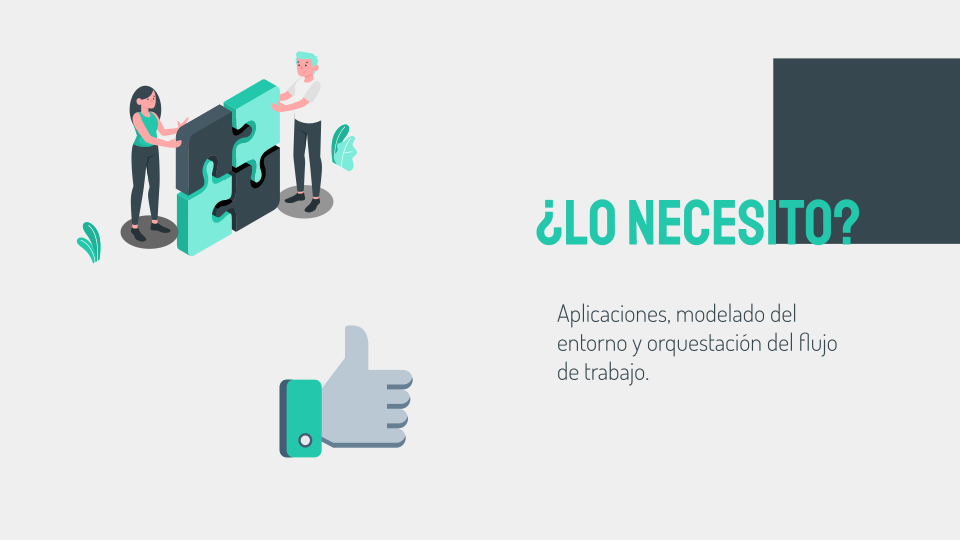 ¿LO NECESITO?
Aplicaciones, modelado del
entorno y orquestación del flujo
de trabajo.